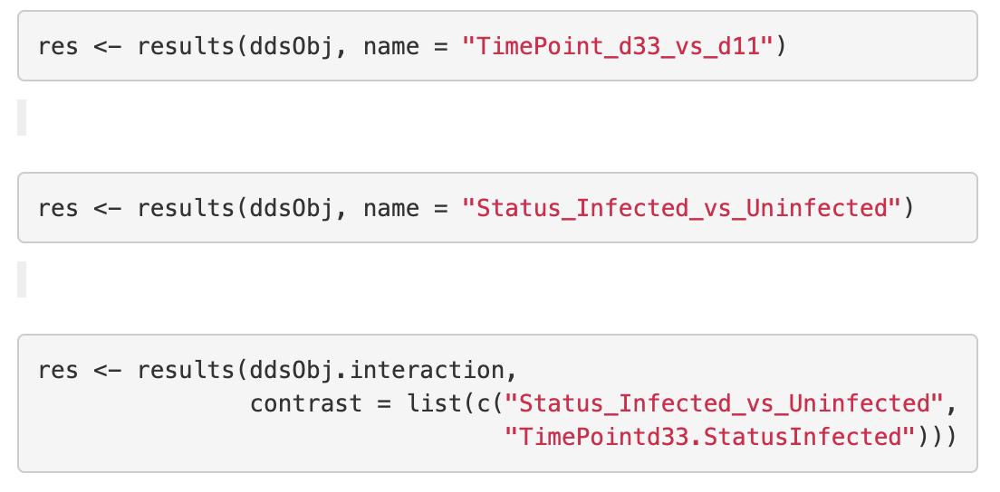 res <- results(ddsObj, name = "TimePoint_d33_vs_d11")
res <- results(ddsObj, name = "Status_Infected_vs_Uninfected")
res <- results(ddsObj.interaction,
               contrast = list(c("Status_Infected_vs_Uninfected",
                                 "TimePointd33.StatusInfected")))